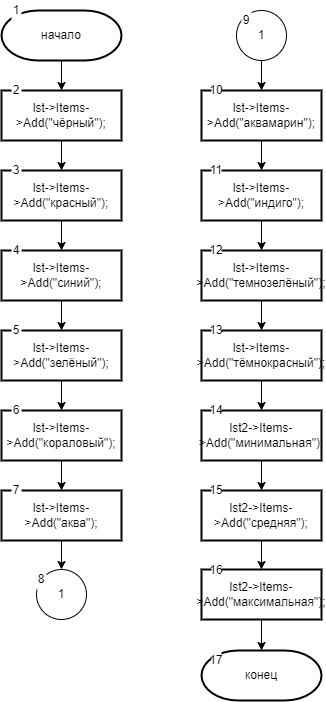 1
начало
2
lst->Items-
>Add("чёрный");
3
lst->Items-
>Add("красный");
4
lst->Items-
>Add("синий");
5
lst->Items-
>Add("зелёный");
6
lst->Items-
>Add("кораловый");
7
lst->Items-
>Add("аква");
8
1
9
1
10
lst->Items-
>Add("аквамарин");
11
lst->Items-
>Add("индиго");
12
lst->Items-
>Add("темнозелёный");
13
lst->Items-
>Add("тёмнокрасный");
14
lst2->Items-
>Add("минимальная")
15
lst2->Items-
>Add("средняя");
16
lst2->Items-
>Add("максимальная");
17
конец